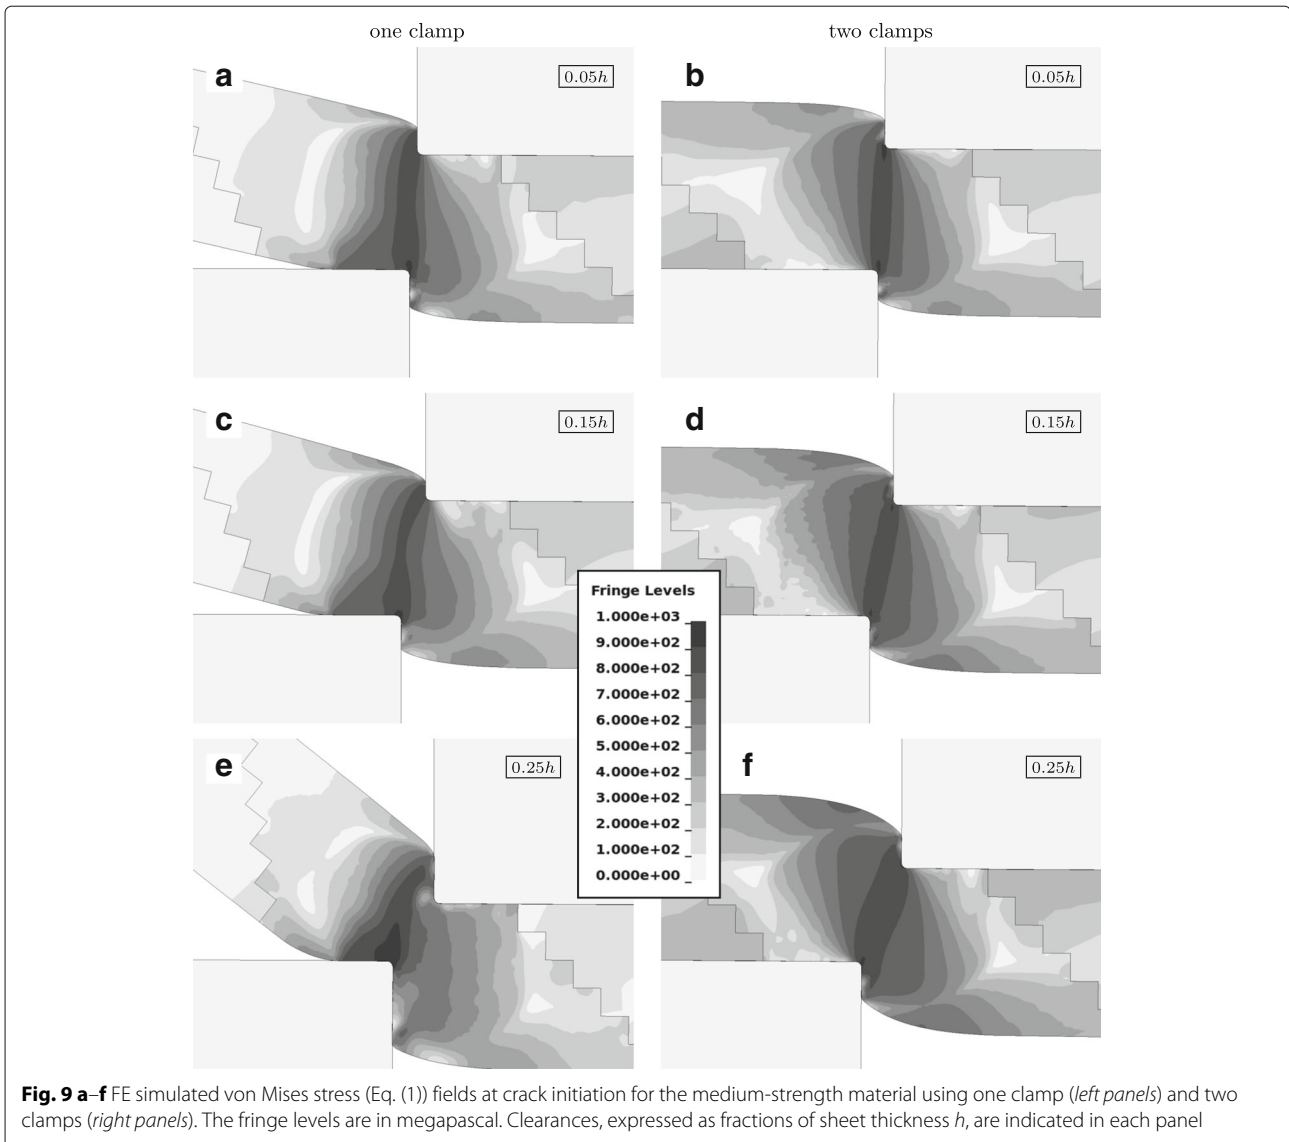 one clamp
two clamps
a
0.05h
b
0.05h
c
0.15h
d
0.15h
e
0.25h
f
0.25h
Fringe Levels
1.000e+03
9.000e+02
8.000e+02
7.000e+02
6.000e+02
5.000e+02
4.000e+02
3.000e+02
2.000e+02
1.000e+02
0.000e+00
Fig. 9 a–f FE simulated von Mises stress (Eq. (1)) fields at crack initiation for the medium-strength material using one clamp (left panels) and two
clamps (right panels). The fringe levels are in megapascal. Clearances, expressed as fractions of sheet thickness h, are indicated in each panel